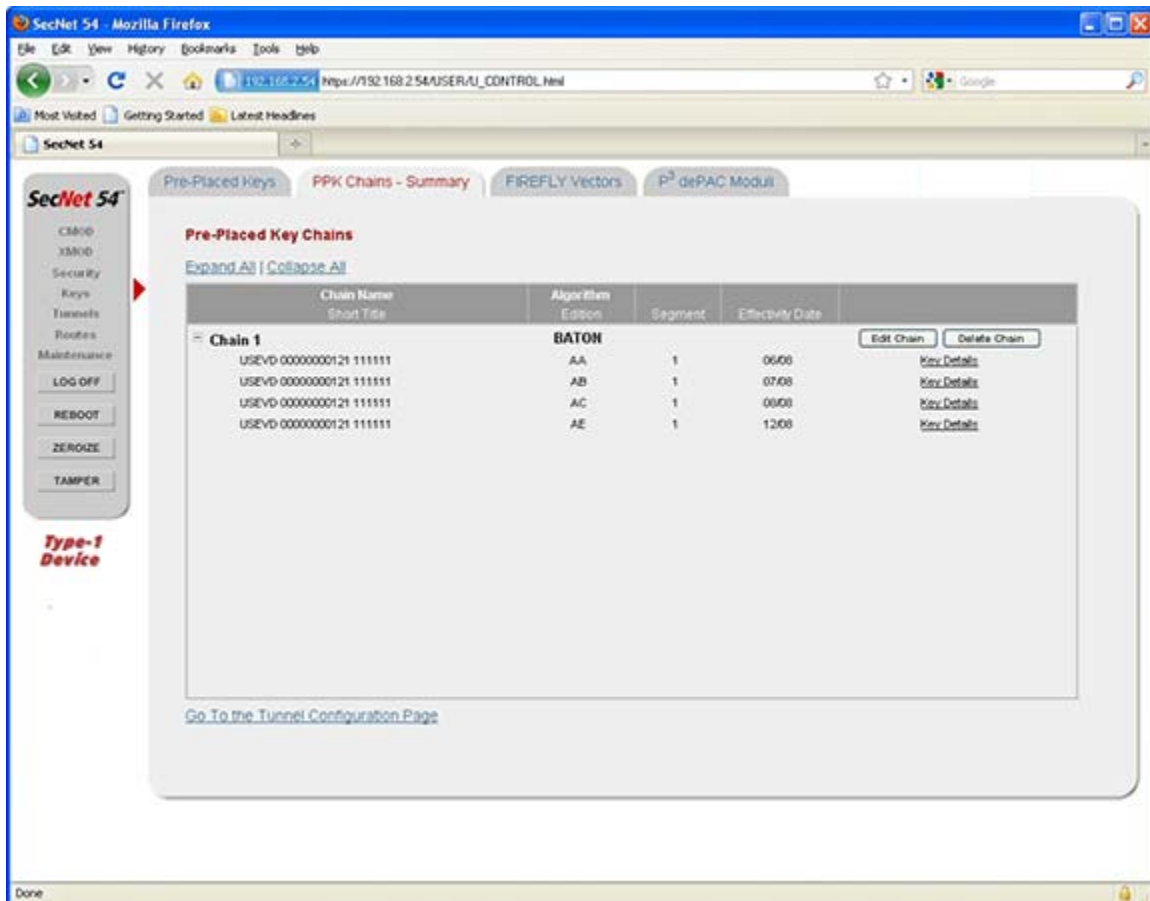 SecNet 54 - Mozilla Firefox
File Edit View History Bookmarks Tools Help
192.168.2.54 https://192.168.2.54/USER/U_CONTROL.html Google
Most Visited Getting Started Latest Headlines
SecNet 54
Pre-Placed Keys PPK Chains - Summary FIREFLY Vectors P³ dePAC Moduli
SecNet 54
CMOD
XMOD
Security
Keys
Tunnels
Routes
Maintenance
LOG OFF
REBOOT
ZEROIZE
TAMPER
Type-1
Device
Pre-Placed Key Chains
Expand All | Collapse All
Chain Name Algorithm
Short Title Edition Segment Effectivity Date
Chain 1 BATON Edit Chain Delete Chain
USEVD 00000000121 111111 AA 1 06/08 Key Details
USEVD 00000000121 111111 AB 1 07/08 Key Details
USEVD 00000000121 111111 AC 1 08/08 Key Details
USEVD 00000000121 111111 AE 1 12/08 Key Details
Go To the Tunnel Configuration Page
Done